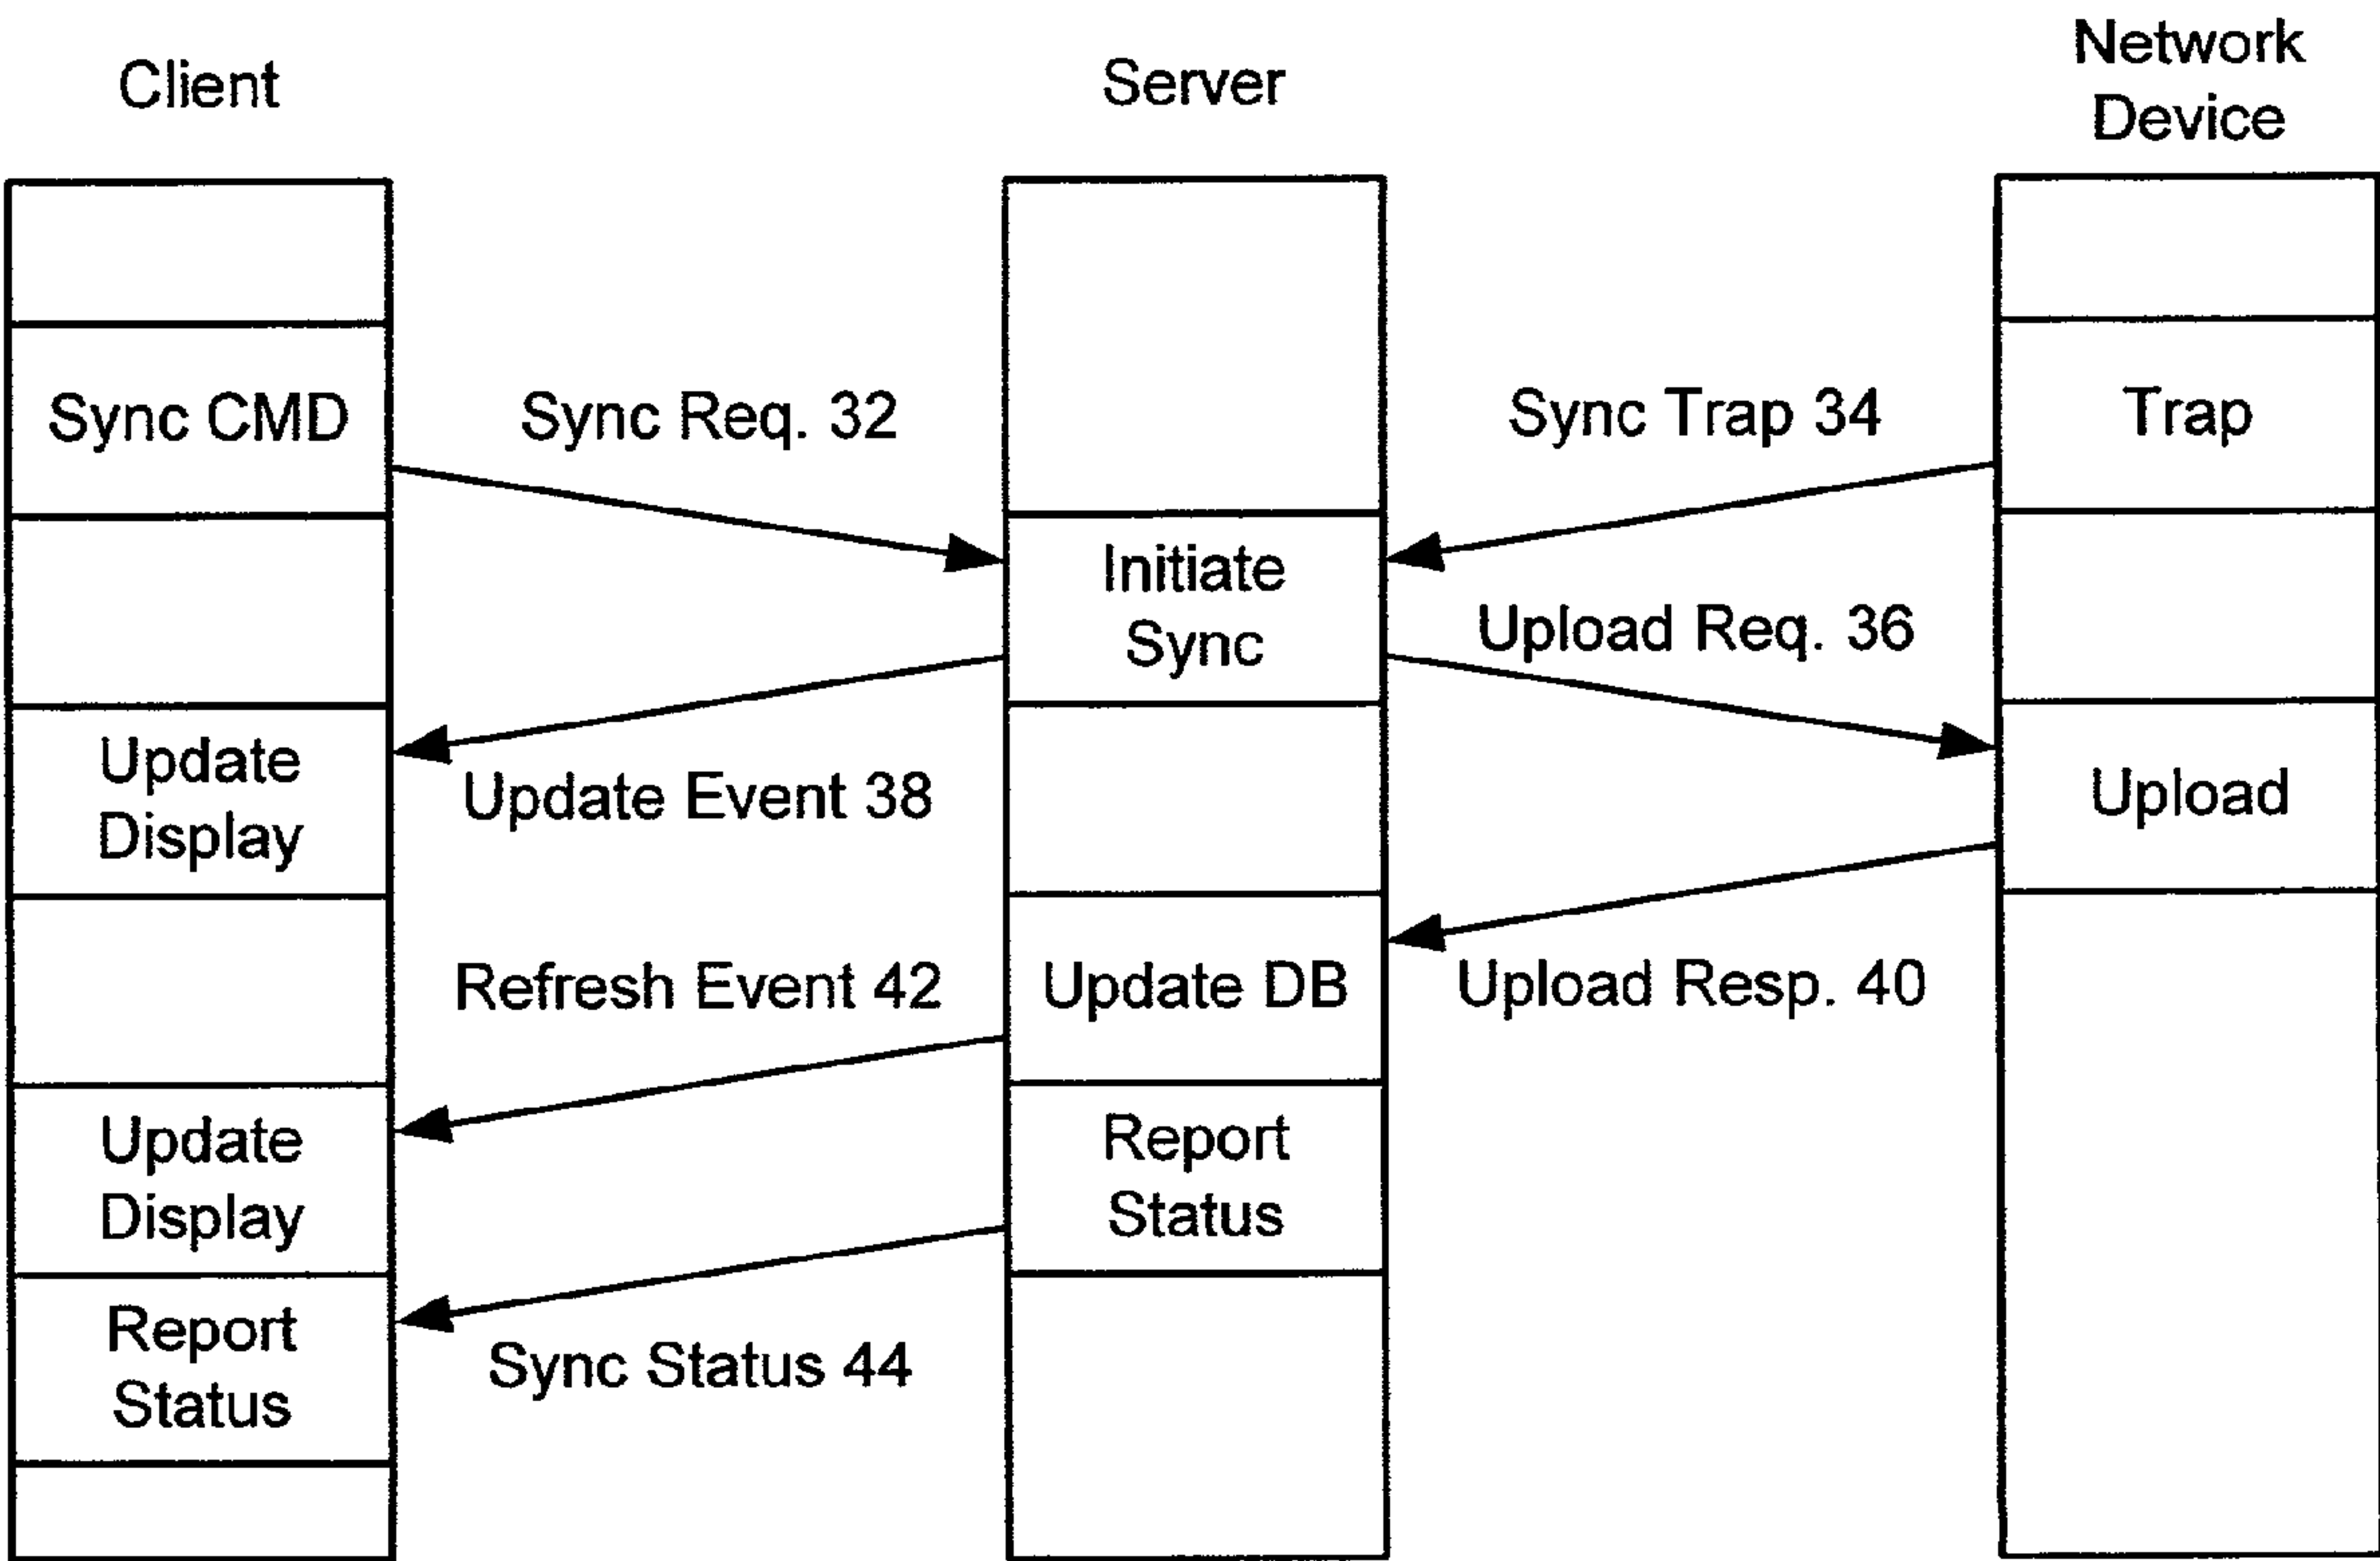 Client
Server
Network
Device
Sync CMD
Sync Req. 32
Sync Trap 34
Trap
Initiate
Sync
Upload Req. 36
Update
Display
Update Event 38
Upload
Refresh Event 42
Update DB
Upload Resp. 40
Update
Display
Report
Status
Report
Status
Sync Status 44